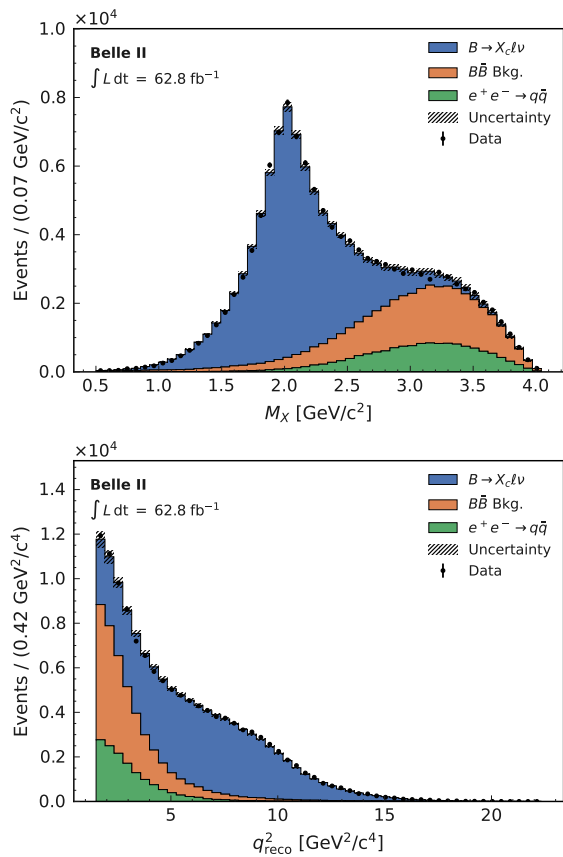 ×10⁴
1.0
0.8
0.6
0.4
0.2
0.0
Events / (0.07 GeV/c²)
Belle II
∫ L dt = 62.8 fb⁻¹
B → X_cℓν
BB̄ Bkg.
e⁺e⁻ → qq̄
Uncertainty
Data
0.5 1.0 1.5 2.0 2.5 3.0 3.5 4.0
M_X [GeV/c²]
×10⁴
1.4
1.2
1.0
0.8
0.6
0.4
0.2
0.0
Events / (0.42 GeV²/c⁴)
Belle II
∫ L dt = 62.8 fb⁻¹
B → X_cℓν
BB̄ Bkg.
e⁺e⁻ → qq̄
Uncertainty
Data
5 10 15 20
q²_reco [GeV²/c⁴]